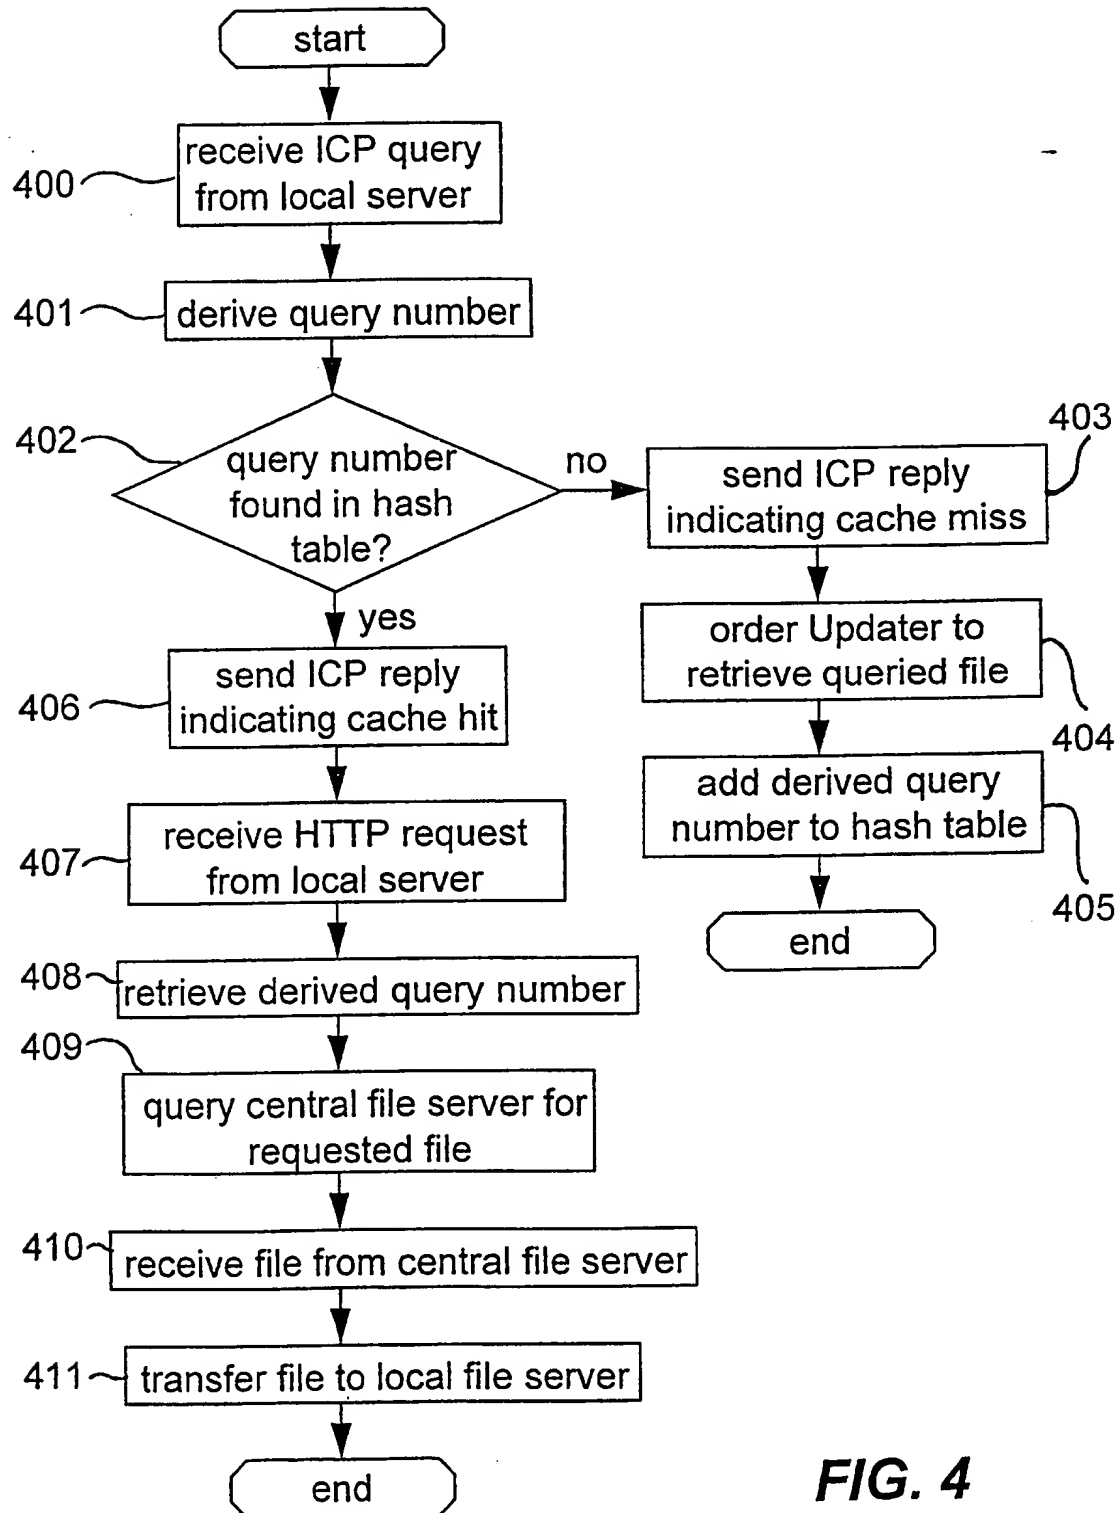 start
400
receive ICP query
from local server
401
derive query number
402
query number
found in hash
table?
no
403
send ICP reply
indicating cache miss
yes
order Updater to
retrieve queried file
404
406
send ICP reply
indicating cache hit
add derived query
number to hash table
405
407
receive HTTP request
from local server
end
408
retrieve derived query number
409
query central file server for
requested file
410
receive file from central file server
411
transfer file to local file server
end
FIG. 4